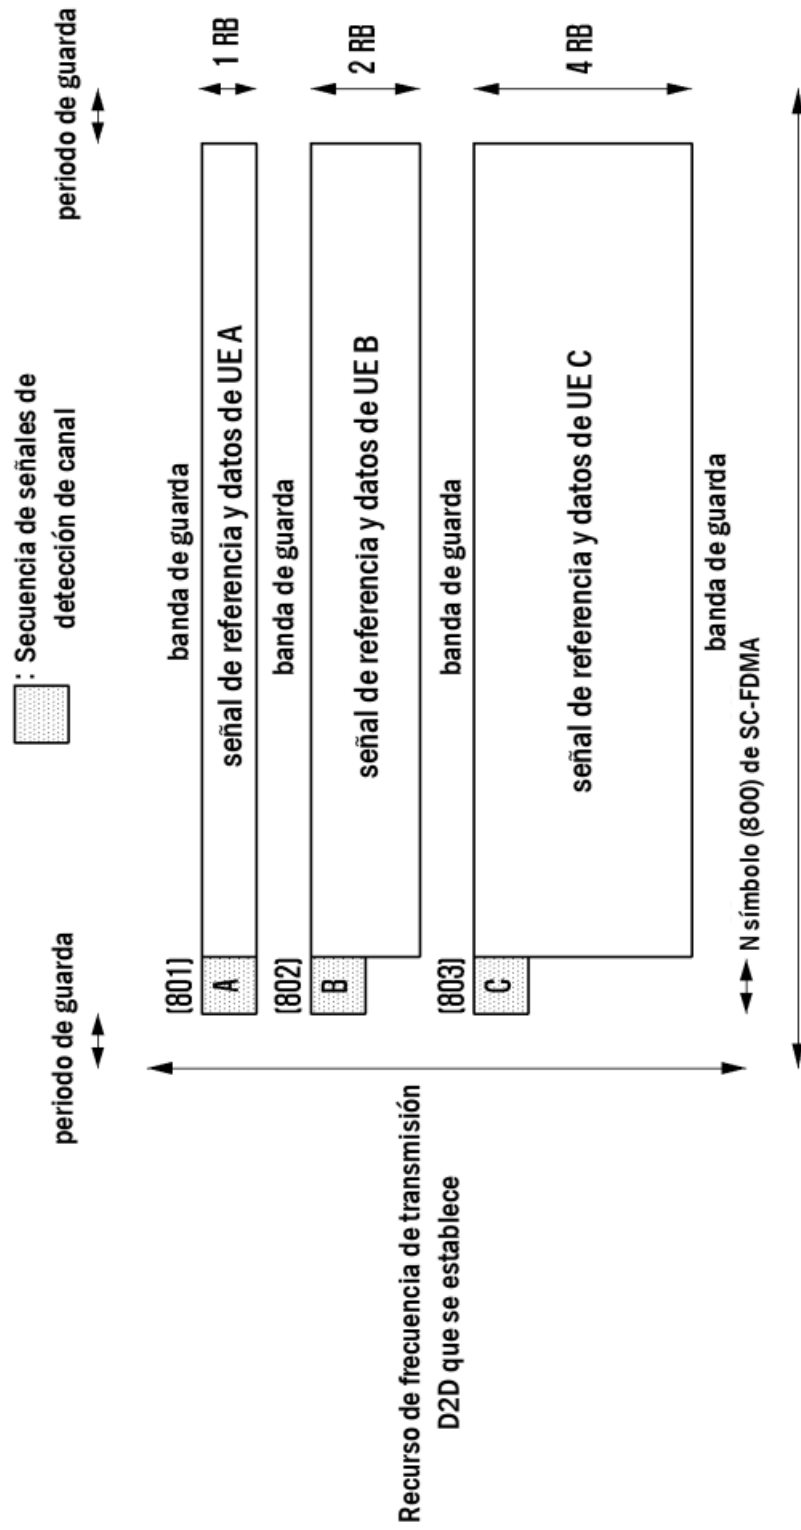 : Secuencia de señales de
detección de canal
periodo de guarda
periodo de guarda
banda de guarda
(801)
A
señal de referencia y datos de UE A
1 RB
banda de guarda
(802)
B
señal de referencia y datos de UE B
2 RB
banda de guarda
(803)
C
señal de referencia y datos de UE C
4 RB
banda de guarda
Recurso de frecuencia de transmisión
D2D que se establece
N símbolo (800) de SC-FDMA